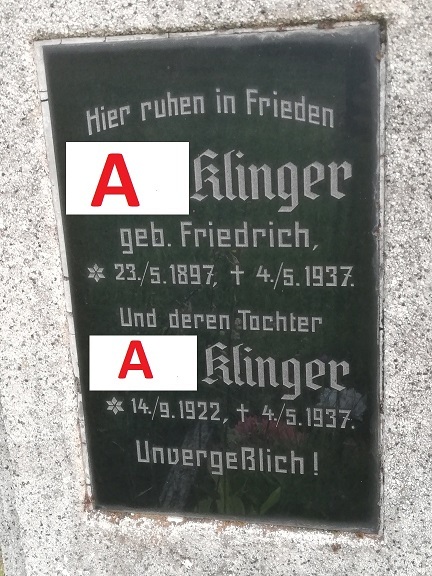 Hier ruhen in Frieden
A Klinger
geb. Friedrich,
✲ 23./5.1897, † 4./5.1937.
Und deren Tochter
A Klinger
✲ 14./9.1922, † 4./5.1937.
Unvergeßlich!